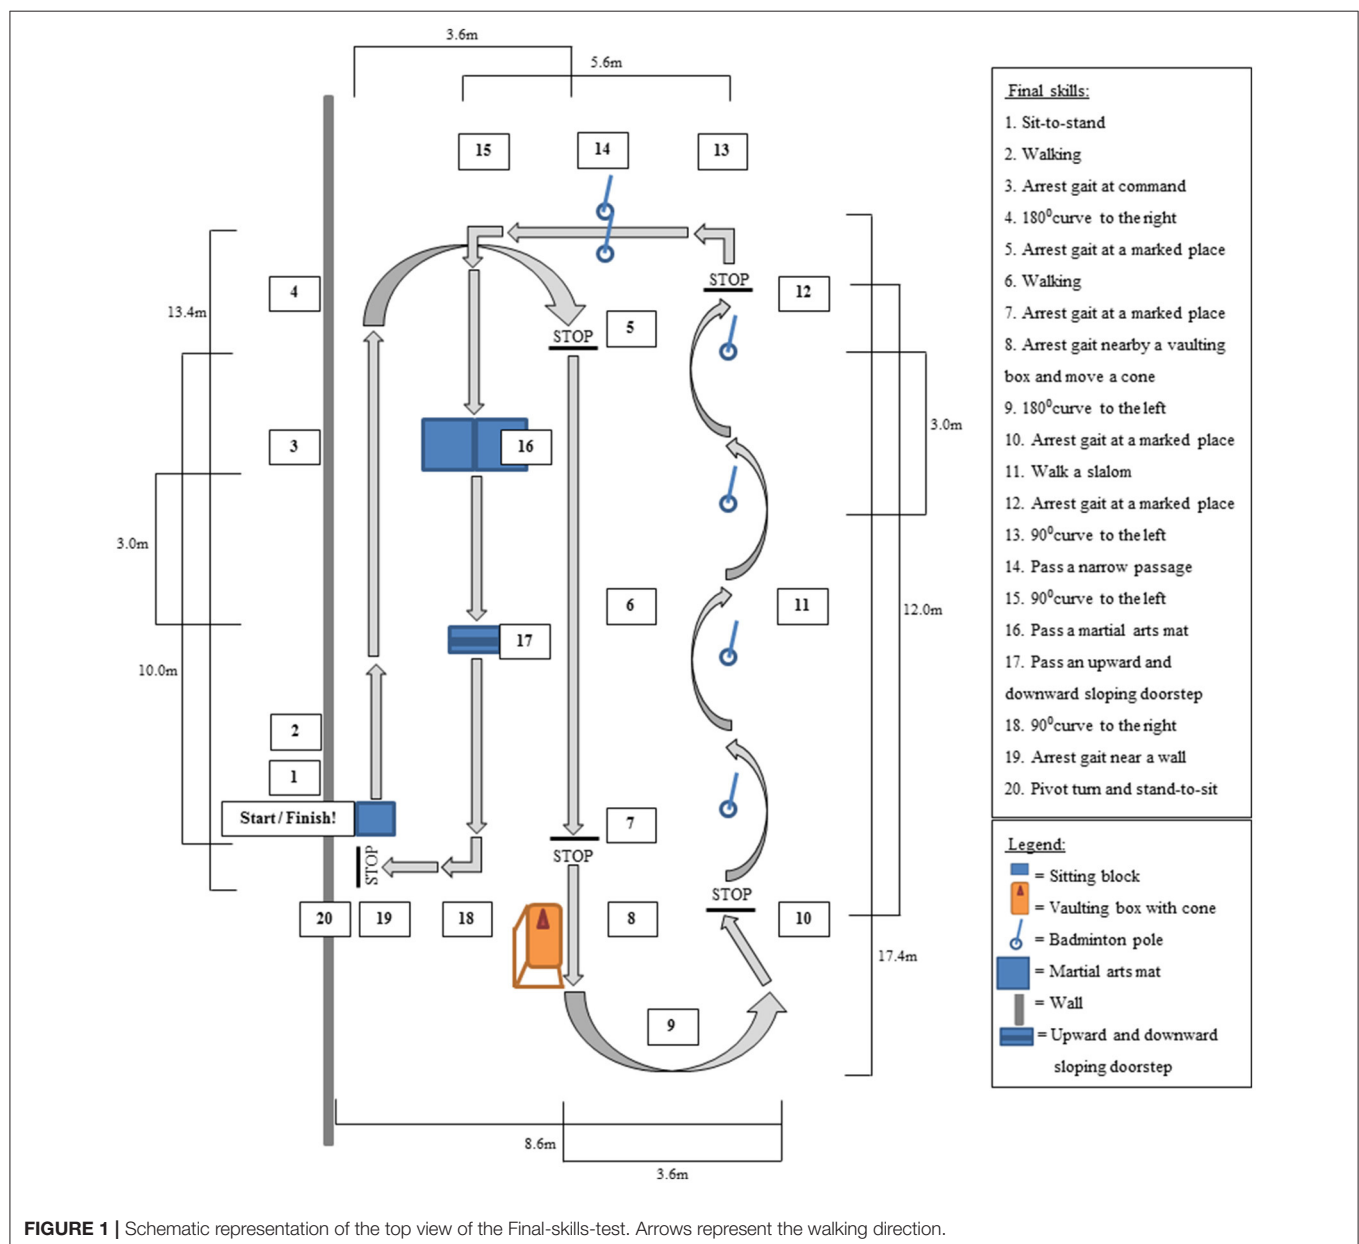 3.6m
5.6m
15
14
13
4
13.4m
STOP
12
5
STOP
3
16
3.0m
3.0m
6
11
12.0m
17
10.0m
2
1
Start / Finish!
7
STOP
STOP
STOP
20
19
18
8
10
17.4m
9
8.6m
3.6m
Final skills:
1. Sit-to-stand
2. Walking
3. Arrest gait at command
4. 180⁰curve to the right
5. Arrest gait at a marked place
6. Walking
7. Arrest gait at a marked place
8. Arrest gait nearby a vaulting
box and move a cone
9. 180⁰curve to the left
10. Arrest gait at a marked place
11. Walk a slalom
12. Arrest gait at a marked place
13. 90⁰curve to the left
14. Pass a narrow passage
15. 90⁰curve to the left
16. Pass a martial arts mat
17. Pass an upward and
downward sloping doorstep
18. 90⁰curve to the right
19. Arrest gait near a wall
20. Pivot turn and stand-to-sit
Legend:
= Sitting block
= Vaulting box with cone
= Badminton pole
= Martial arts mat
= Wall
= Upward and downward
sloping doorstep
FIGURE 1 | Schematic representation of the top view of the Final-skills-test. Arrows represent the walking direction.